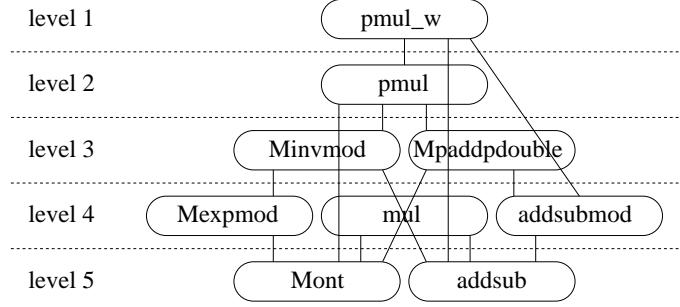 level 1 pmul_w
level 2 pmul
level 3 Minvmod Mpaddpdouble
level 4 Mexpmod mul addsubmod
level 5 Mont addsub